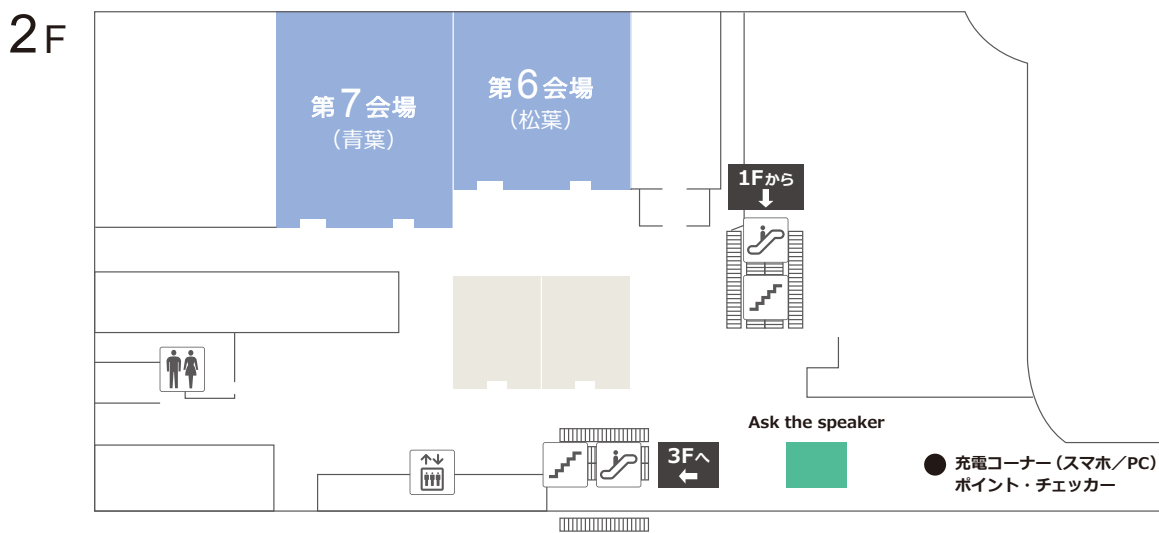 2F
第7会場
（青葉）
第6会場
（松葉）
1Fから
Ask the speaker
3Fへ
充電コーナー（スマホ／PC）
ポイント・チェッカー